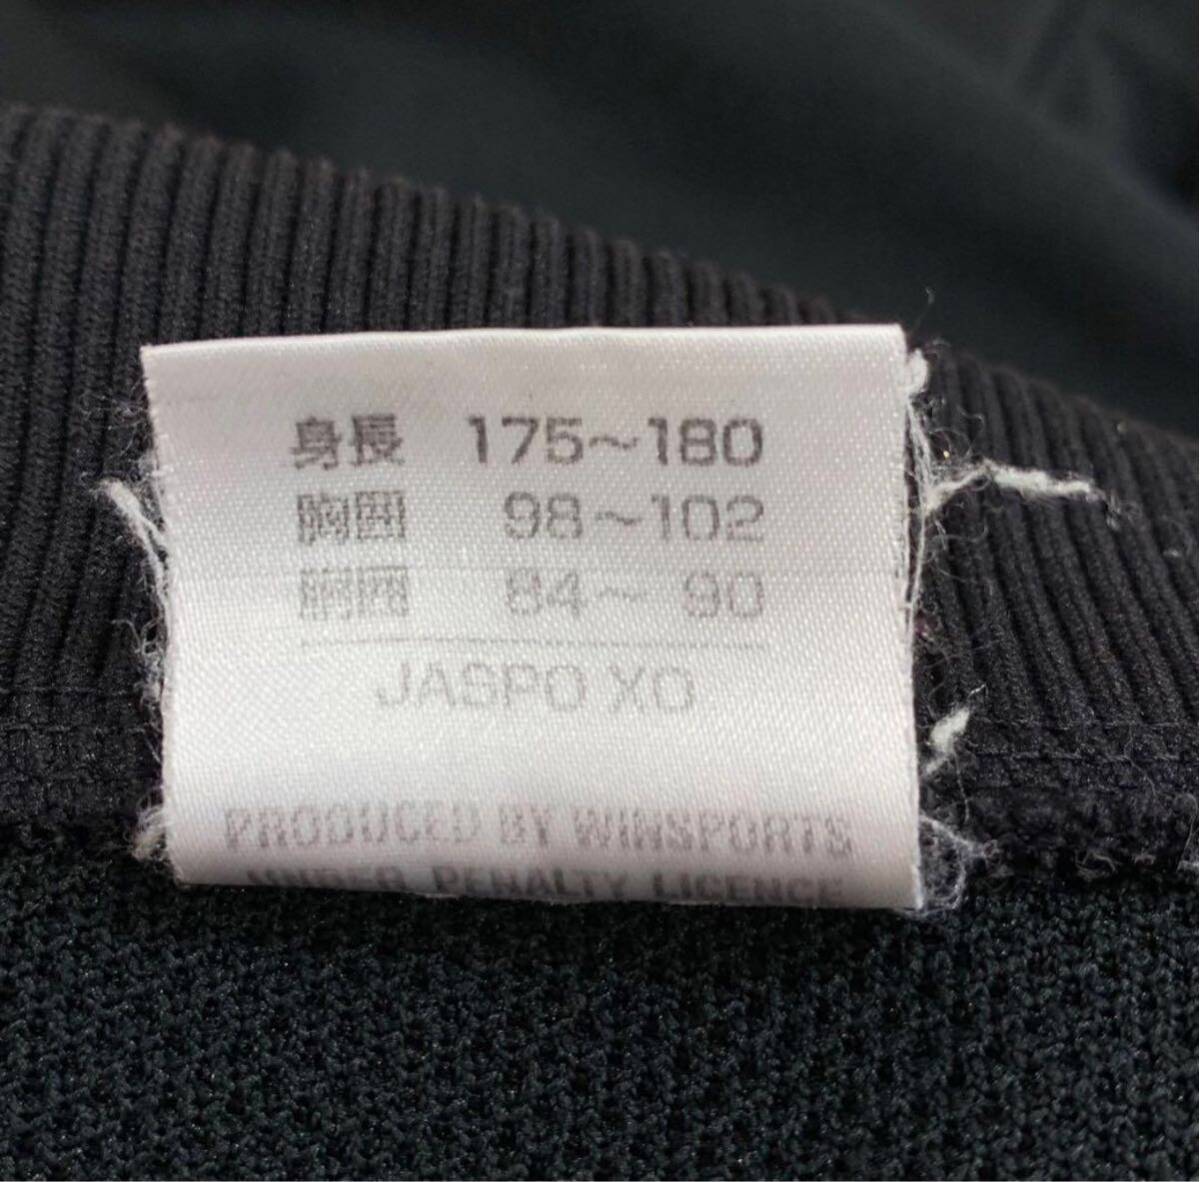 身長 175～180
胸囲 98～102
胴囲 84～ 90
JASPO XO
PRODUCED BY WINSPORTS
UNDER PENALTY LICENCE